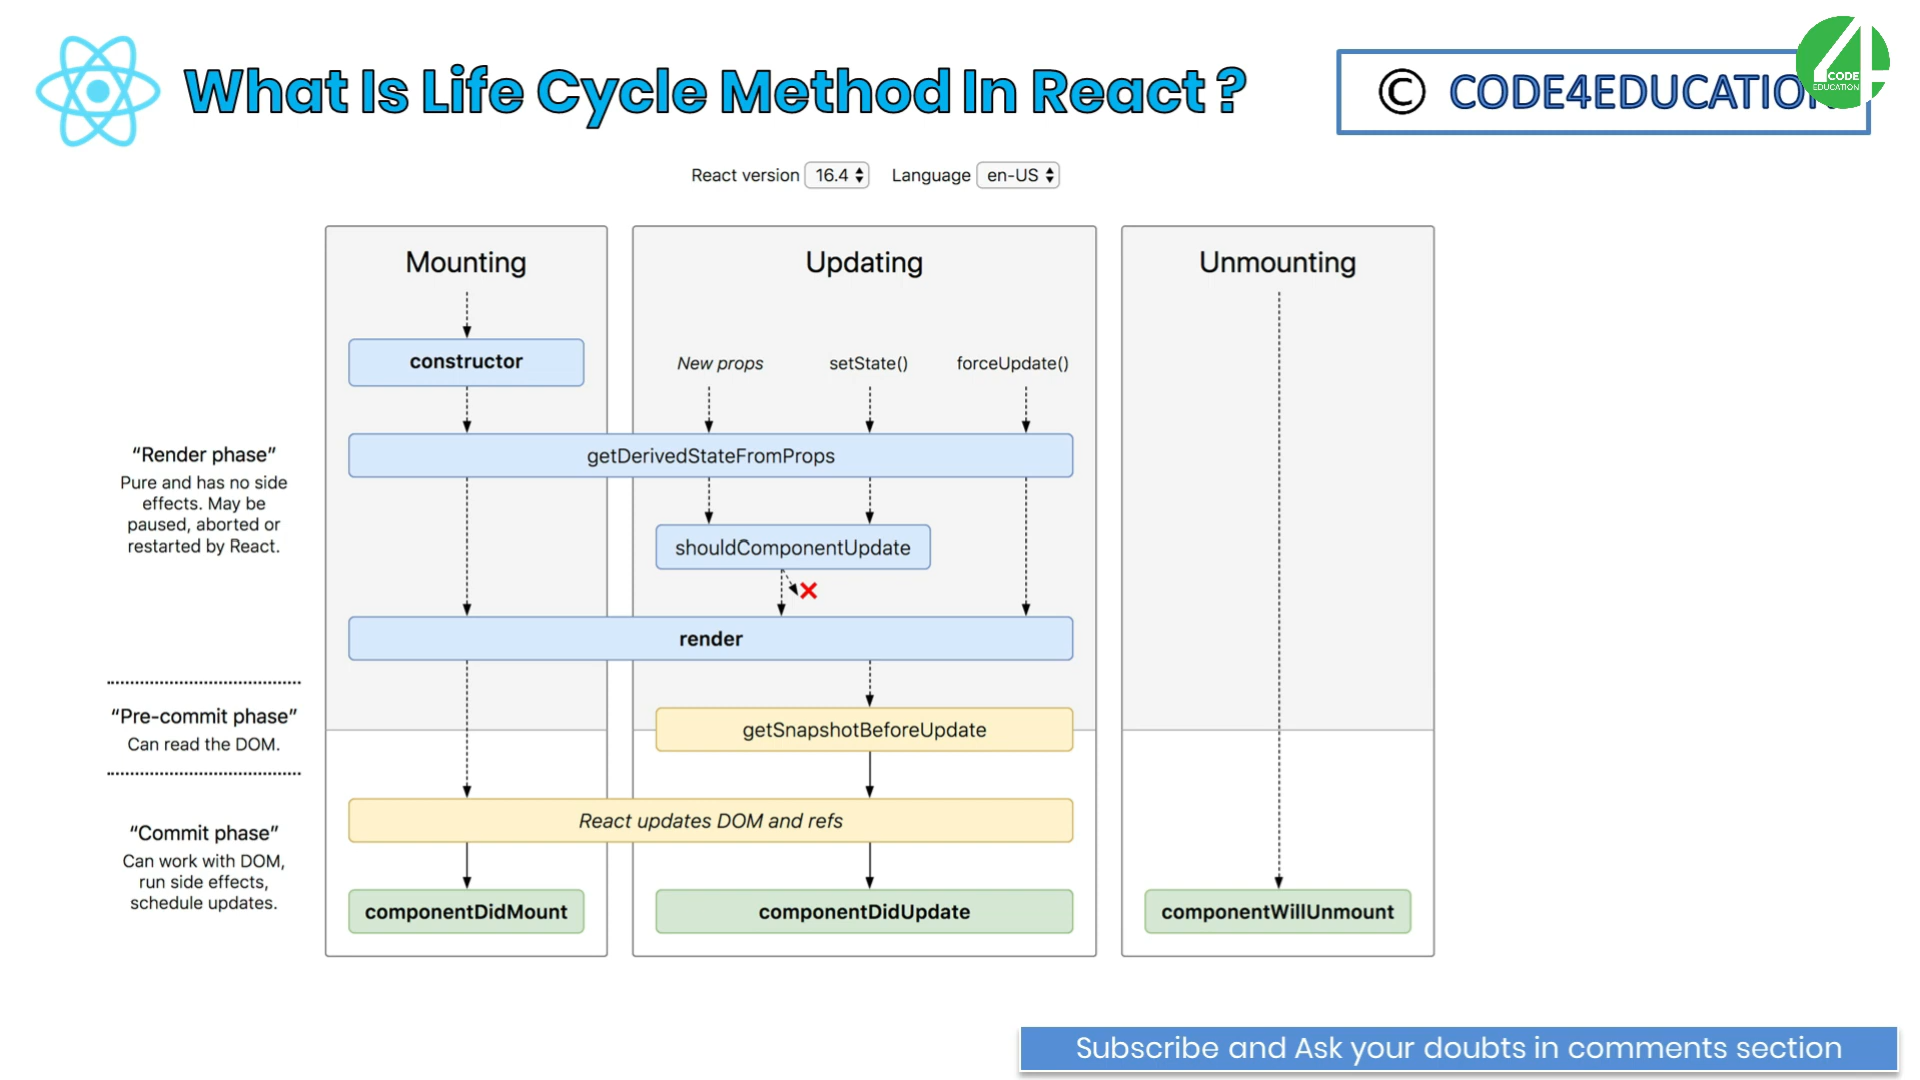 What Is Life Cycle Method In React ?
© CODE4EDUCATION
CODE
EDUCATION
React version 16.4 Language en-US
Mounting
Updating
Unmounting
constructor
New props
setState()
forceUpdate()
“Render phase”
Pure and has no side
effects. May be
paused, aborted or
restarted by React.
getDerivedStateFromProps
shouldComponentUpdate
render
“Pre-commit phase”
Can read the DOM.
getSnapshotBeforeUpdate
React updates DOM and refs
“Commit phase”
Can work with DOM,
run side effects,
schedule updates.
componentDidMount
componentDidUpdate
componentWillUnmount
Subscribe and Ask your doubts in comments section